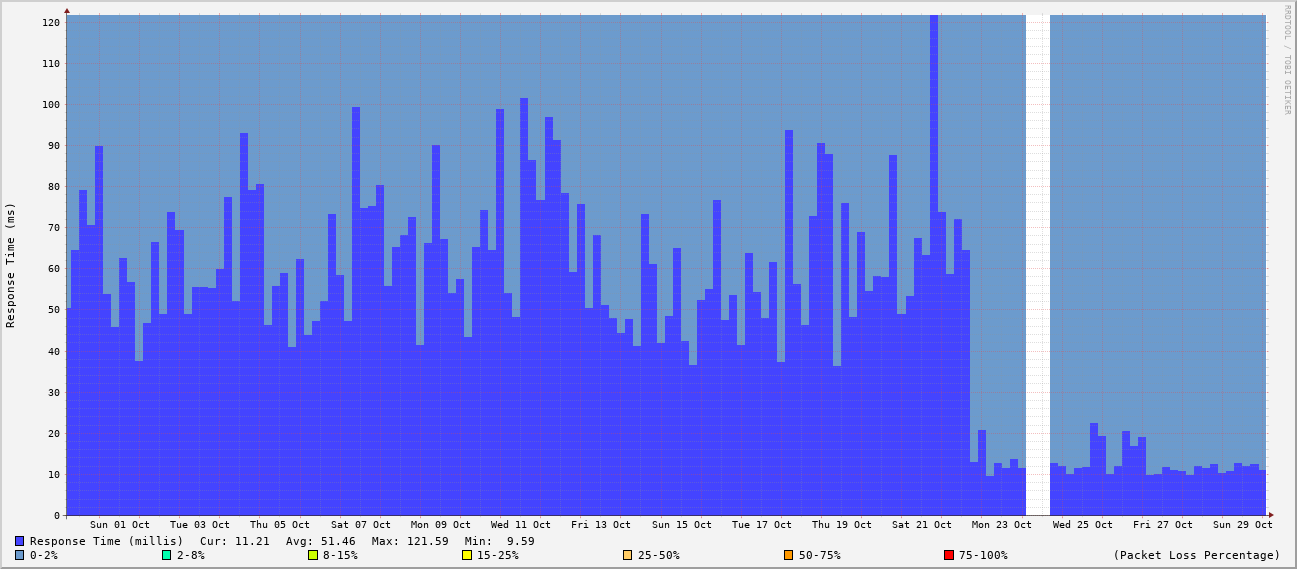 RRDTOOL / TOBI OETIKER
Response Time (ms)
120
110
100
90
80
70
60
50
40
30
20
10
0
Sun 01 Oct Tue 03 Oct Thu 05 Oct Sat 07 Oct Mon 09 Oct Wed 11 Oct Fri 13 Oct Sun 15 Oct Tue 17 Oct Thu 19 Oct Sat 21 Oct Mon 23 Oct Wed 25 Oct Fri 27 Oct Sun 29 Oct
Response Time (millis) Cur: 11.21 Avg: 51.46 Max: 121.59 Min: 9.59
0-2% 2-8% 8-15% 15-25% 25-50% 50-75% 75-100% (Packet Loss Percentage)